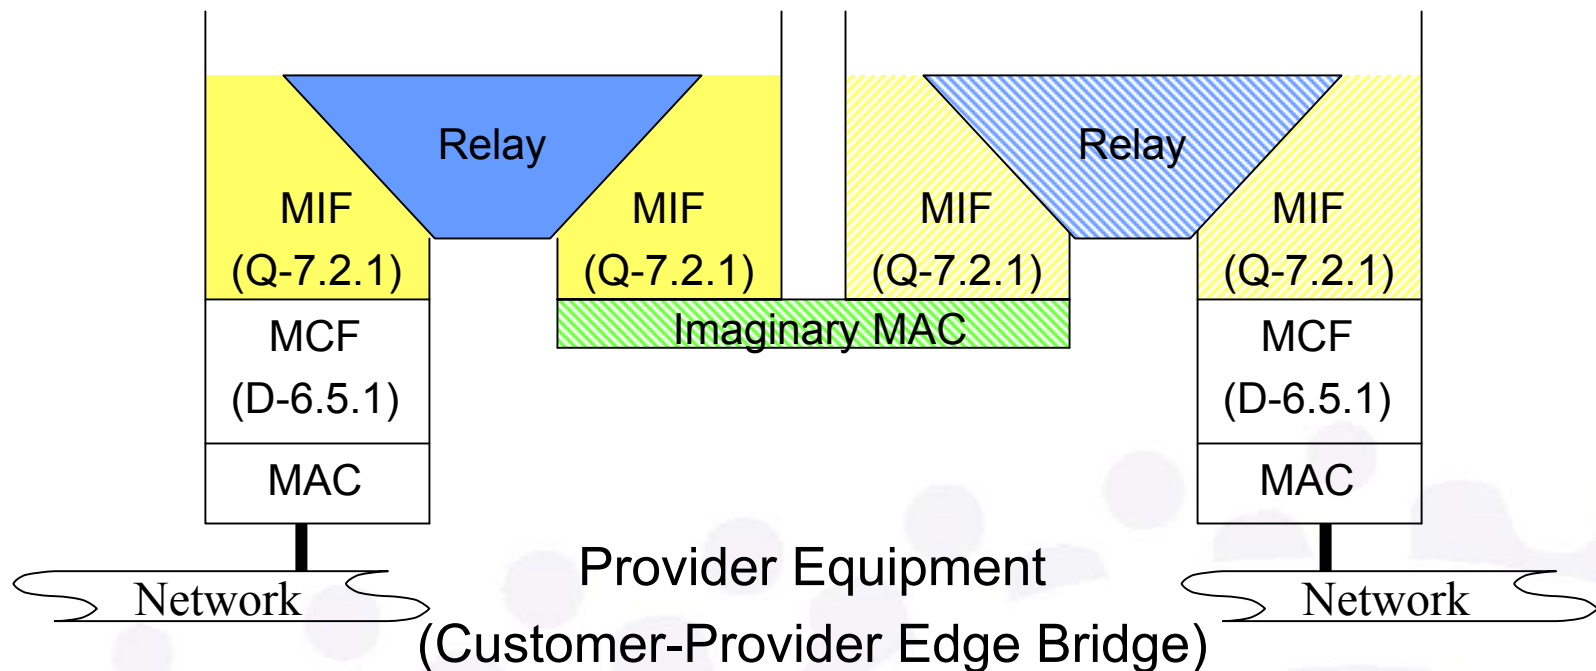 Relay
Relay
MIF
(Q-7.2.1)
MIF
(Q-7.2.1)
MIF
(Q-7.2.1)
MIF
(Q-7.2.1)
Imaginary MAC
MCF
(D-6.5.1)
MCF
(D-6.5.1)
MAC
MAC
Network
Network
Provider Equipment
(Customer-Provider Edge Bridge)